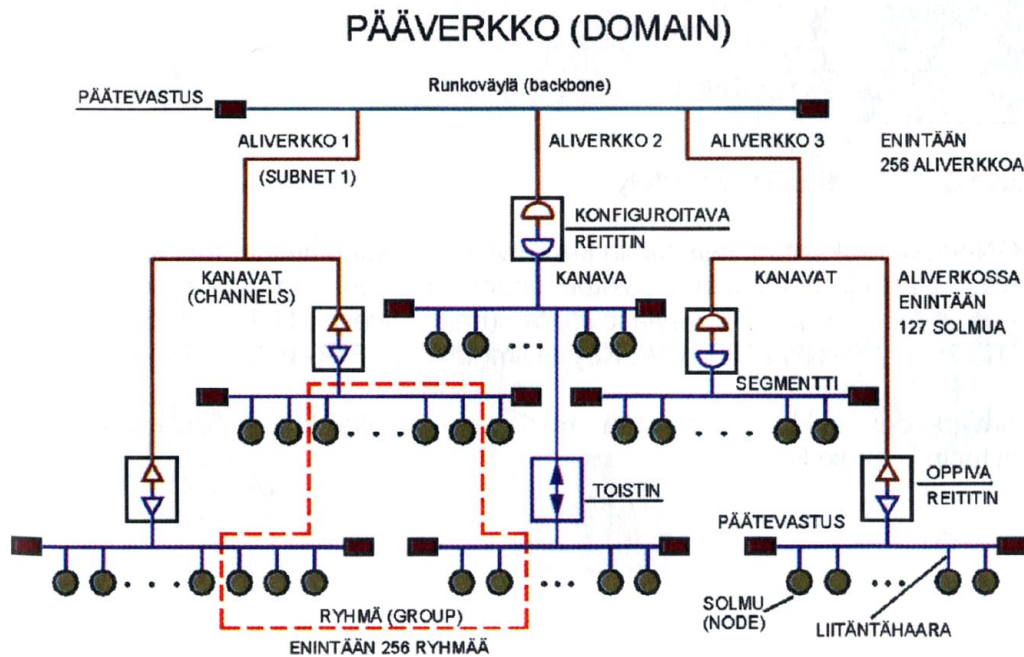 PÄÄVERKKO (DOMAIN)
Runkoväylä (backbone)
PÄÄTEVASTUS
ALIVERKKO 1
(SUBNET 1)
ALIVERKKO 2
ALIVERKKO 3
ENINTÄÄN
256 ALIVERKKOA
KONFIGUROITAVA
REITITIN
KANAVAT
(CHANNELS)
KANAVA
KANAVAT
ALIVERKOSSA
ENINTÄÄN
127 SOLMUA
SEGMENTTI
TOISTIN
OPPIVA
REITITIN
PÄÄTEVASTUS
RYHMÄ (GROUP)
ENINTÄÄN 256 RYHMÄÄ
SOLMU
(NODE)
LIITÄNTÄHAARA